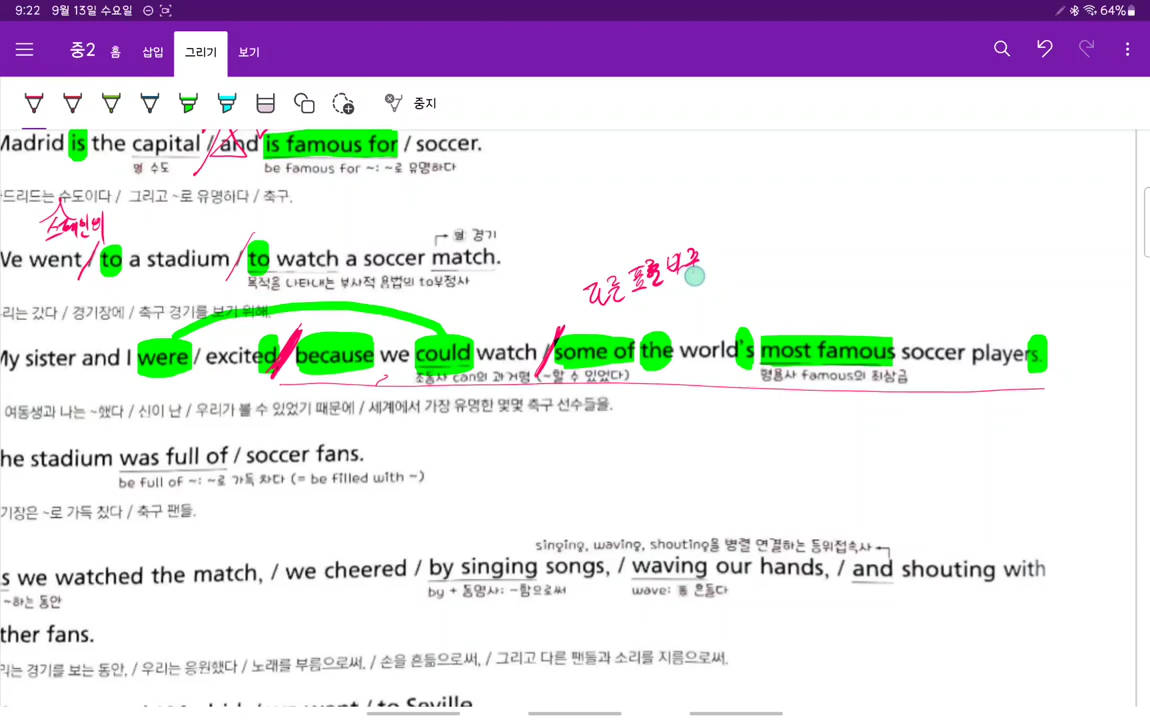 9:22 9월 13일 수요일 64%
중2 홈 삽입 그리기 보기
중지
Madrid is the capital / and is famous for / soccer.
명 수도 be famous for ~: ~로 유명하다
드리드는 수도이다 / 그리고 ~로 유명하다 / 축구.
스페인의
We went / to a stadium / to watch a soccer match.
명 경기
목적을 나타내는 부사적 용법의 to부정사
리는 갔다 / 경기장에 / 축구 경기를 보기 위해.
My sister and I were / excited / because we could watch / some of the world's most famous soccer players.
조동사 can의 과거형 (~할 수 있었다) 형용사 famous의 최상급
여동생과 나는 ~했다 / 신이 난 / 우리가 볼 수 있었기 때문에 / 세계에서 가장 유명한 몇몇 축구 선수들을.
he stadium was full of / soccer fans.
be full of ~: ~로 가득 차다 (= be filled with ~)
기장은 ~로 가득 찼다 / 축구 팬들.
singing, waving, shouting을 병렬 연결하는 등위접속사
s we watched the match, / we cheered / by singing songs, / waving our hands, / and shouting with
~하는 동안 by + 동명사: ~함으로써 wave: 동 흔들다
ther fans.
리는 경기를 보는 동안, / 우리는 응원했다 / 노래를 부름으로써, / 손을 흔듦으로써, / 그리고 다른 팬들과 소리를 지름으로써.